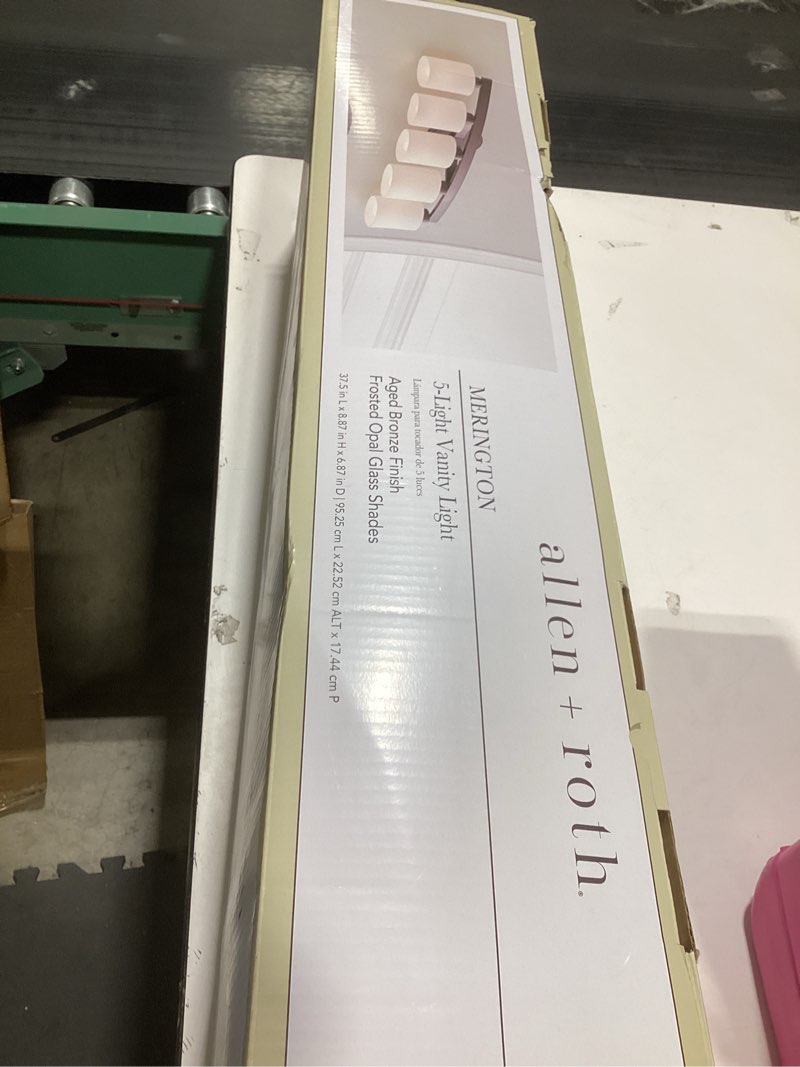 allen + roth®
MERINGTON
5-Light Vanity Light
Lámpara para tocador de 5 luces
Aged Bronze Finish
Frosted Opal Glass Shades
37.5 in L x 8.87 in H x 6.87 in D | 95.25 cm L x 22.52 cm ALT x 17.44 cm P